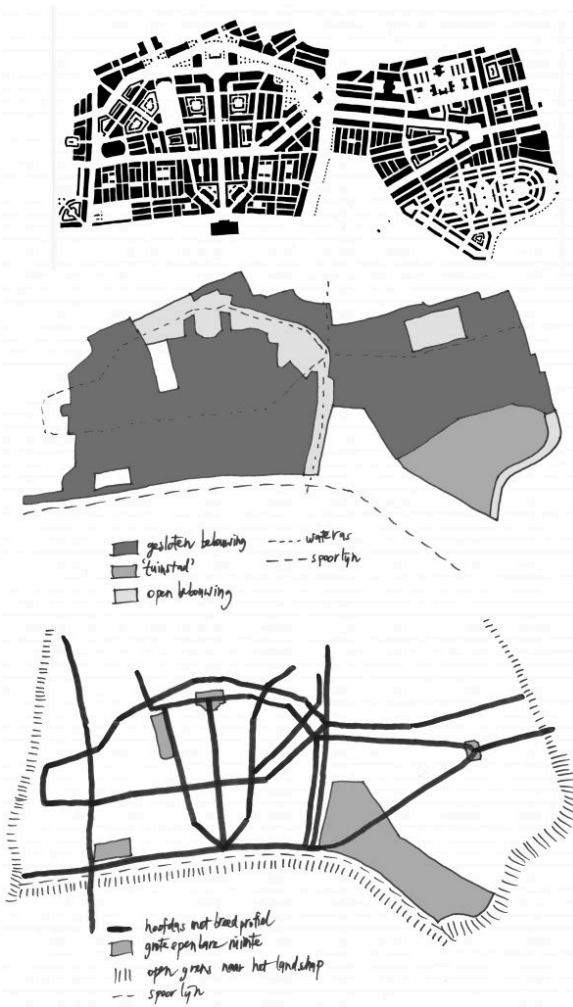 gesloten bebouwing
'tuinstad'
open bebouwing
wateras
spoorlijn
hoofdas met breed profiel
grote openbare ruimte
open grens naar het landschap
spoorlijn